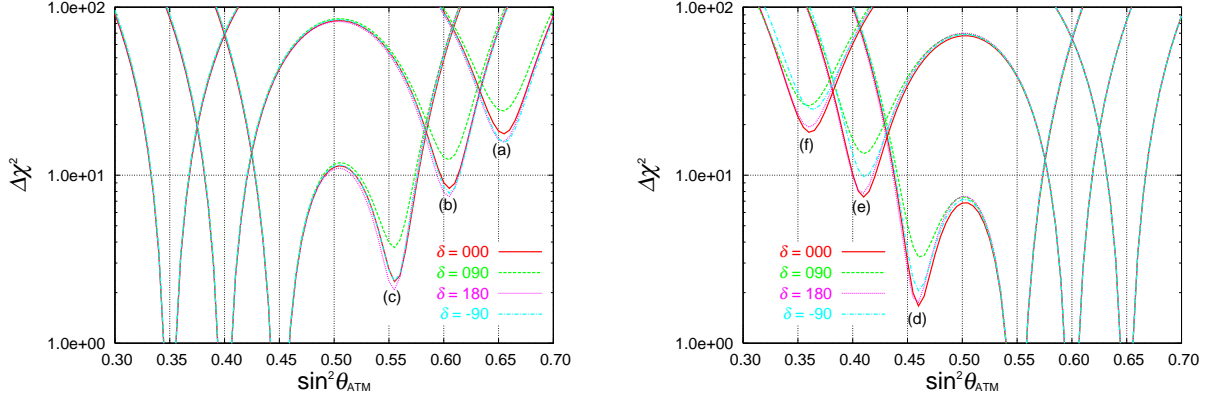 1.0e+02
(a)
1.0e+01
(b)
Δχ²
δ = 000
δ = 090
δ = 180
δ = -90
(c)
1.0e+00
0.30 0.35 0.40 0.45 0.50 0.55 0.60 0.65 0.70
sin²θATM
1.0e+02
(f)
1.0e+01
(e)
Δχ²
δ = 000
δ = 090
δ = 180
δ = -90
(d)
1.0e+00
0.30 0.35 0.40 0.45 0.50 0.55 0.60 0.65 0.70
sin²θATM